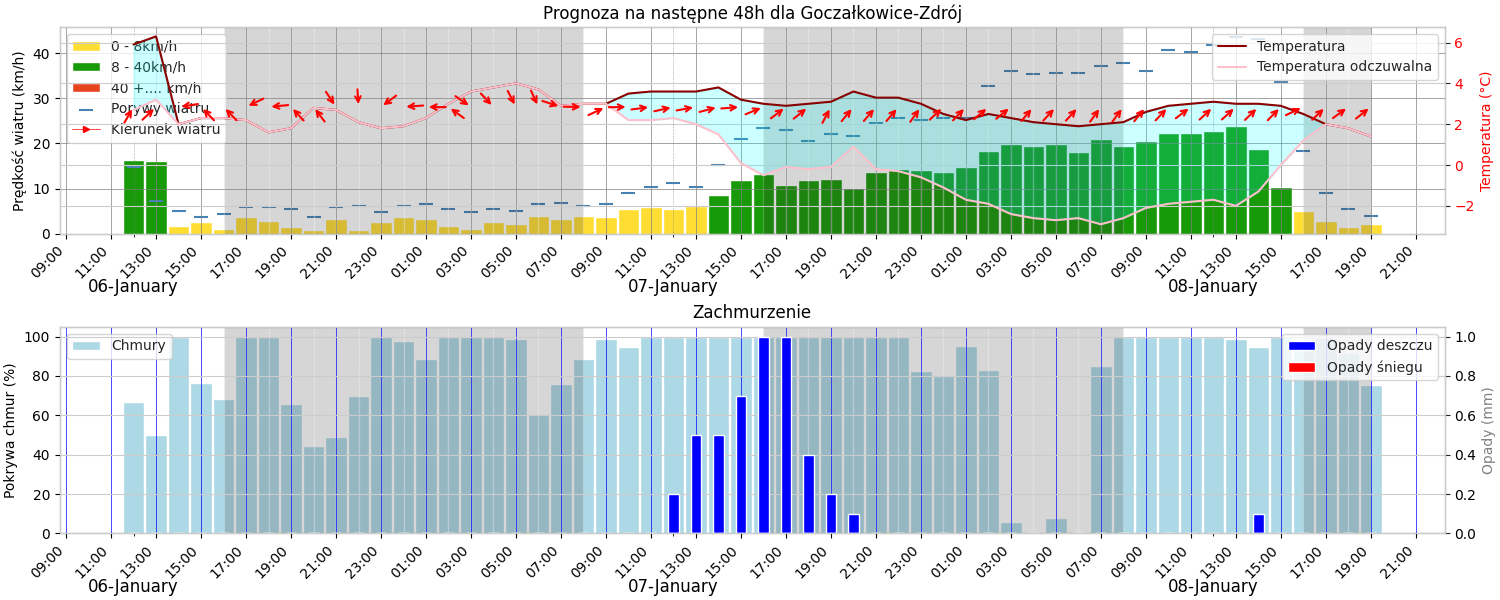 Prognoza na następne 48h dla Goczałkowice-Zdrój
Prędkość wiatru (km/h)
40
30
20
10
0
0 - 8km/h
8 - 40km/h
40 +.... km/h
Porywy wiatru
Kierunek wiatru
Temperatura
Temperatura odczuwalna
6
4
2
0
−2
Temperatura (°C)
09:00 11:00 13:00 15:00 17:00 19:00 21:00 23:00 01:00 03:00 05:00 07:00 09:00 11:00 13:00 15:00 17:00 19:00 21:00 23:00 01:00 03:00 05:00 07:00 09:00 11:00 13:00 15:00 17:00 19:00 21:00
06-January 07-January 08-January
Zachmurzenie
Pokrywa chmur (%)
100
80
60
40
20
0
Chmury
Opady deszczu
Opady śniegu
1.0
0.8
0.6
0.4
0.2
0.0
Opady (mm)
09:00 11:00 13:00 15:00 17:00 19:00 21:00 23:00 01:00 03:00 05:00 07:00 09:00 11:00 13:00 15:00 17:00 19:00 21:00 23:00 01:00 03:00 05:00 07:00 09:00 11:00 13:00 15:00 17:00 19:00 21:00
06-January 07-January 08-January